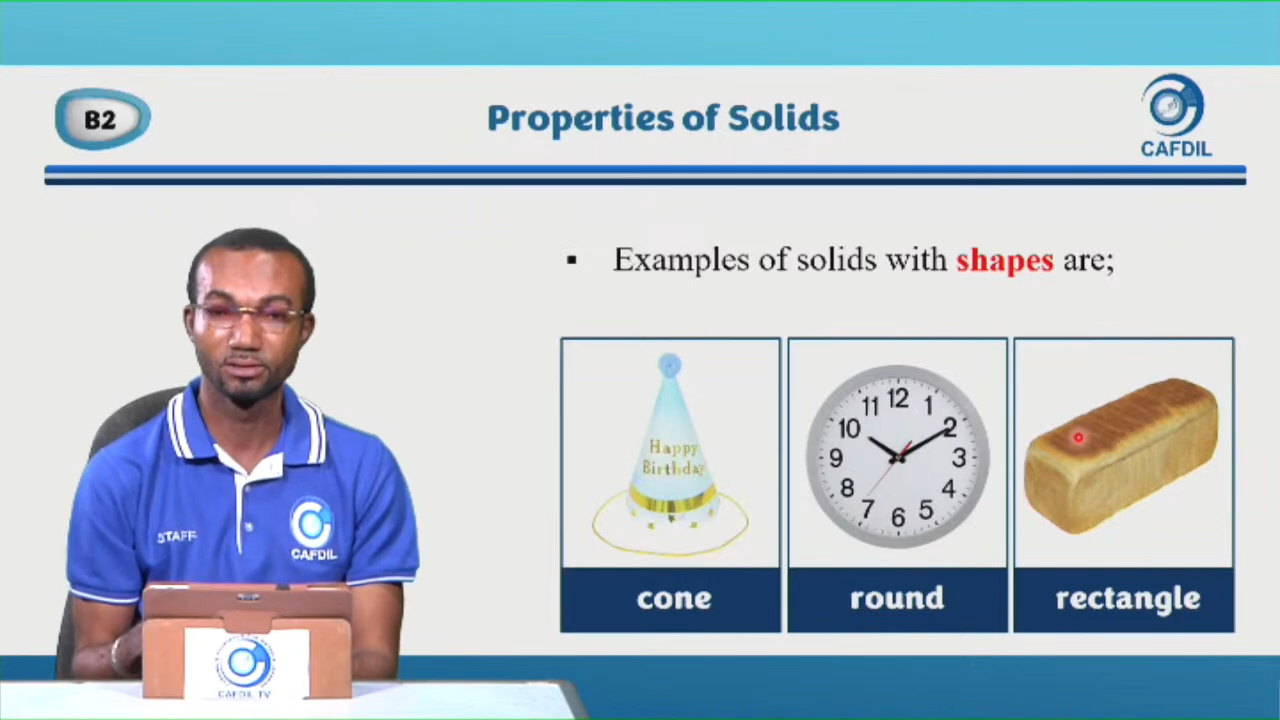 B2
Properties of Solids
CAFDIL
▪ Examples of solids with shapes are;
Happy
Birthday
12
11 1
10 2
9 3
8 4
7 5
6
cone
round
rectangle
STAFF
CAFDIL
CAFDIL TV